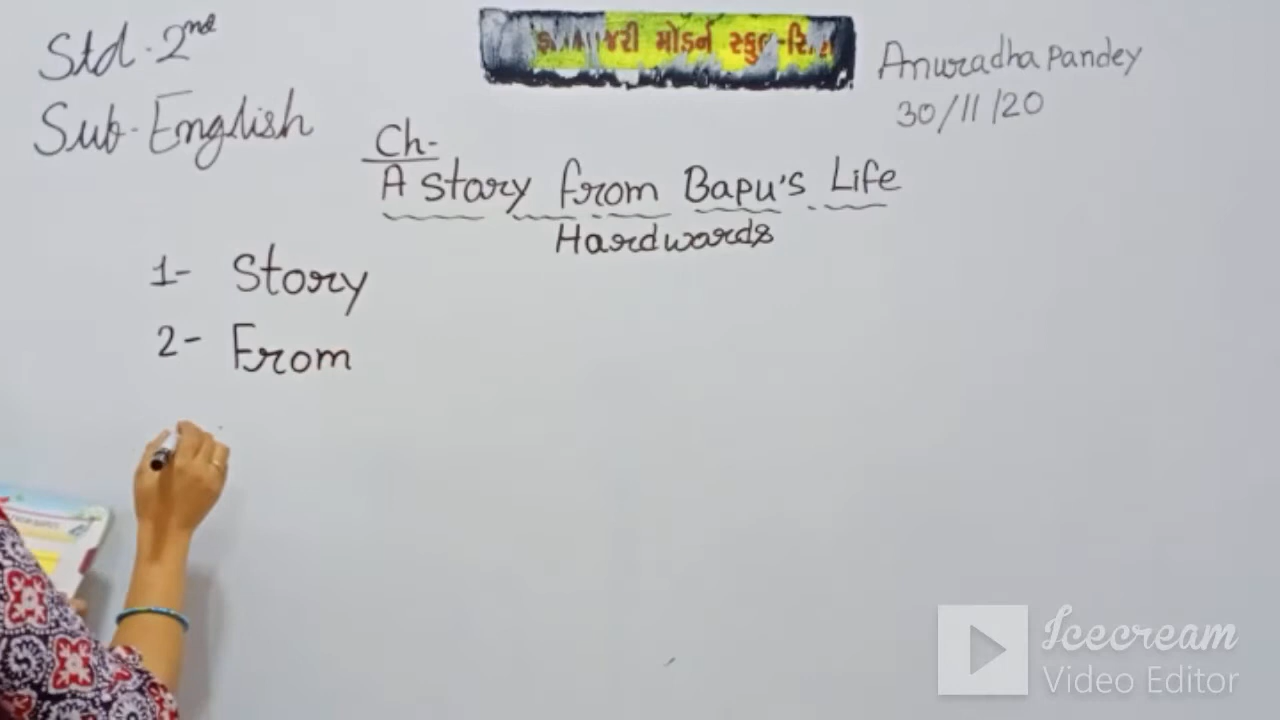 Std. 2nd
Sub. English
મોડર્ન સ્કુલ
Anuradha Pandey
30/11/20
Ch-
A Story from Bapu's Life
Hardwards
1- Story
2- From
Icecream
Video Editor